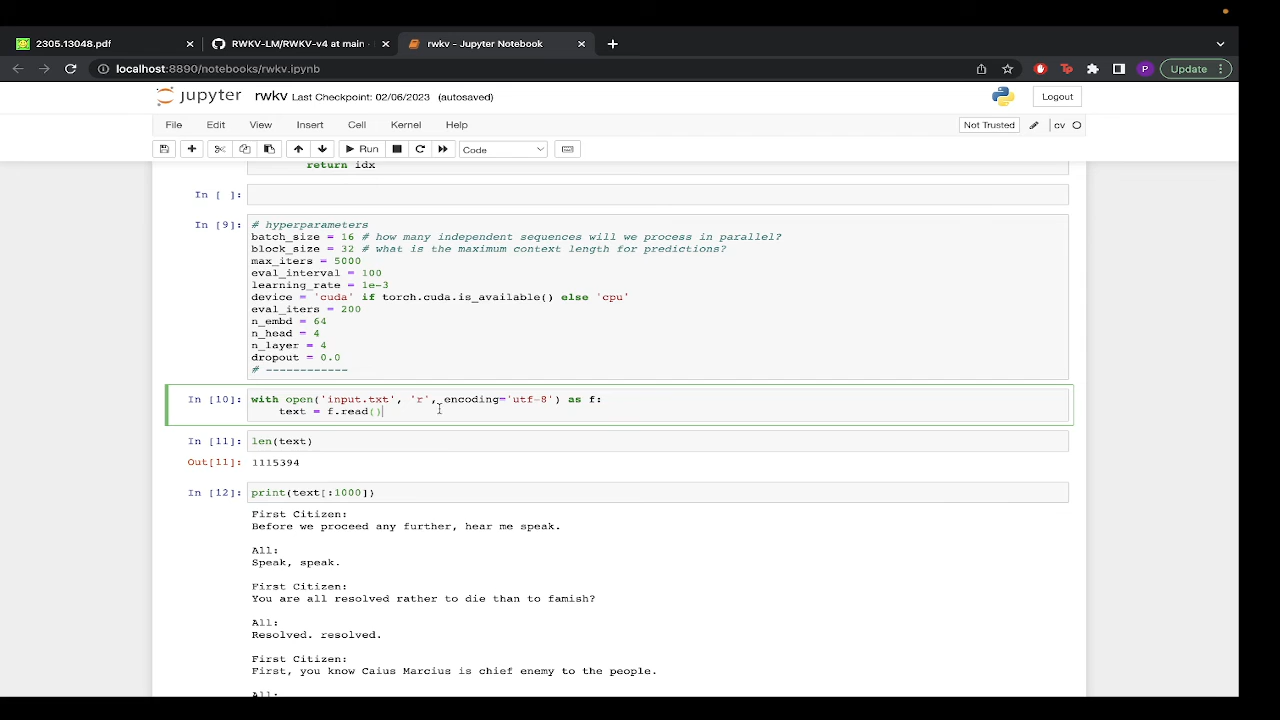 2305.13048.pdf
RWKV-LM/RWKV-v4 at main ·
rwkv - Jupyter Notebook
localhost:8890/notebooks/rwkv.ipynb
P
Update
jupyter
rwkv Last Checkpoint: 02/06/2023 (autosaved)
Logout
File Edit View Insert Cell Kernel Help
Not Trusted
cv
Run
Code
return idx
In [ ]:
In [9]:
# hyperparameters
batch_size = 16 # how many independent sequences will we process in parallel?
block_size = 32 # what is the maximum context length for predictions?
max_iters = 5000
eval_interval = 100
learning_rate = 1e-3
device = 'cuda' if torch.cuda.is_available() else 'cpu'
eval_iters = 200
n_embd = 64
n_head = 4
n_layer = 4
dropout = 0.0
# ------------
In [10]:
with open('input.txt', 'r', encoding='utf-8') as f:
    text = f.read()
In [11]:
len(text)
Out[11]:
1115394
In [12]:
print(text[:1000])
First Citizen:
Before we proceed any further, hear me speak.
All:
Speak, speak.
First Citizen:
You are all resolved rather to die than to famish?
All:
Resolved. resolved.
First Citizen:
First, you know Caius Marcius is chief enemy to the people.
All: